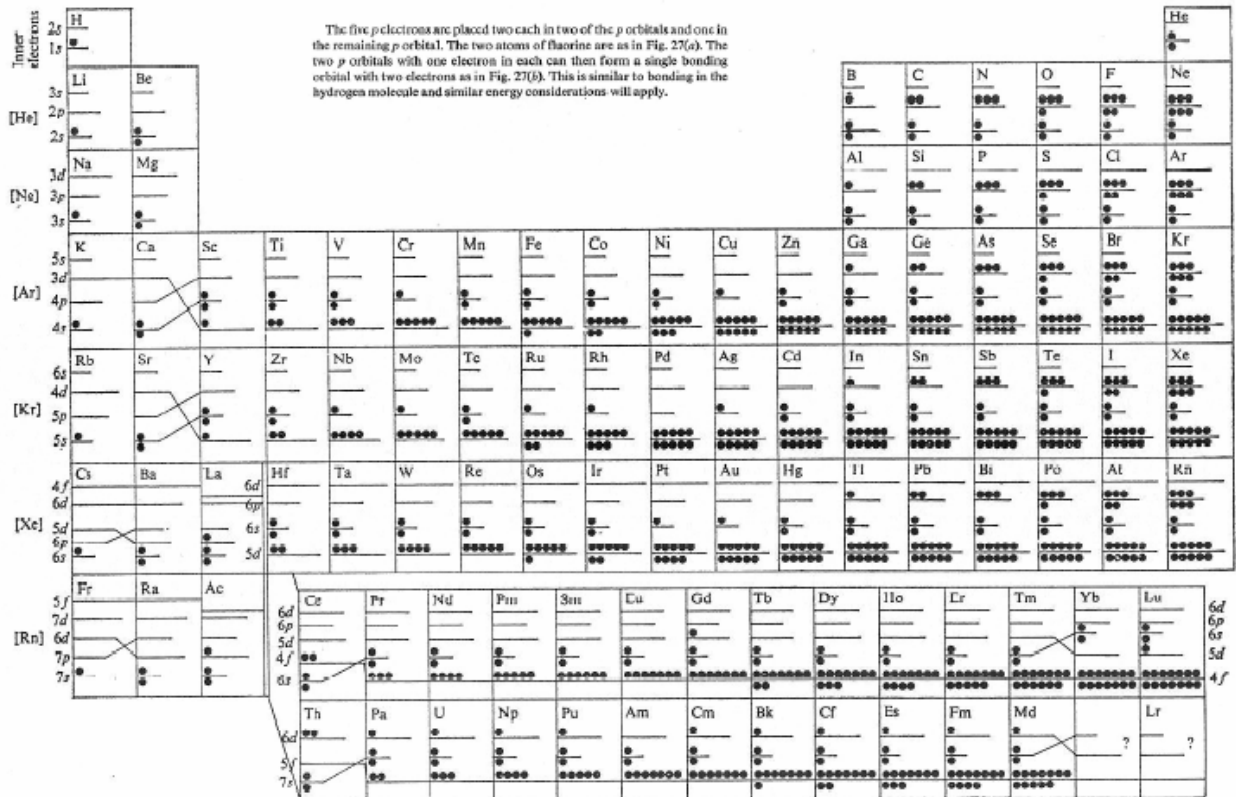 Inner
electrons
2s
1s
H
The five p electrons are placed two each in two of the p orbitals and one in
the remaining p orbital. The two atoms of fluorine are as in Fig. 27(a). The
two p orbitals with one electron in each can then form a single bonding
orbital with two electrons as in Fig. 27(b). This is similar to bonding in the
hydrogen molecule and similar energy considerations will apply.
He
[He]
3s
2p
2s
Li Be B C N O F Ne
[Ne]
3d
3p
3s
Na Mg Al Si P S Cl Ar
[Ar]
5s
3d
4p
4s
K Ca Sc Ti V Cr Mn Fe Co Ni Cu Zn Ga Ge As Se Br Kr
[Kr]
6s
4d
5p
5s
Rb Sr Y Zr Nb Mo Tc Ru Rh Pd Ag Cd In Sn Sb Te I Xe
[Xe]
4f
6d
5d
6p
6s
Cs Ba La Hf Ta W Re Os Ir Pt Au Hg Tl Pb Bi Po At Rn
6d
6p
6s
5d
[Rn]
5f
7d
6d
7p
7s
Fr Ra Ac
6d
6p
5d
4f
6s
Ce Pr Nd Pm Sm Eu Gd Tb Dy Ho Er Tm Yb Lu
6d
6p
6s
5d
4f
6d
5f
7s
Th Pa U Np Pu Am Cm Bk Cf Es Fm Md ? Lr ?